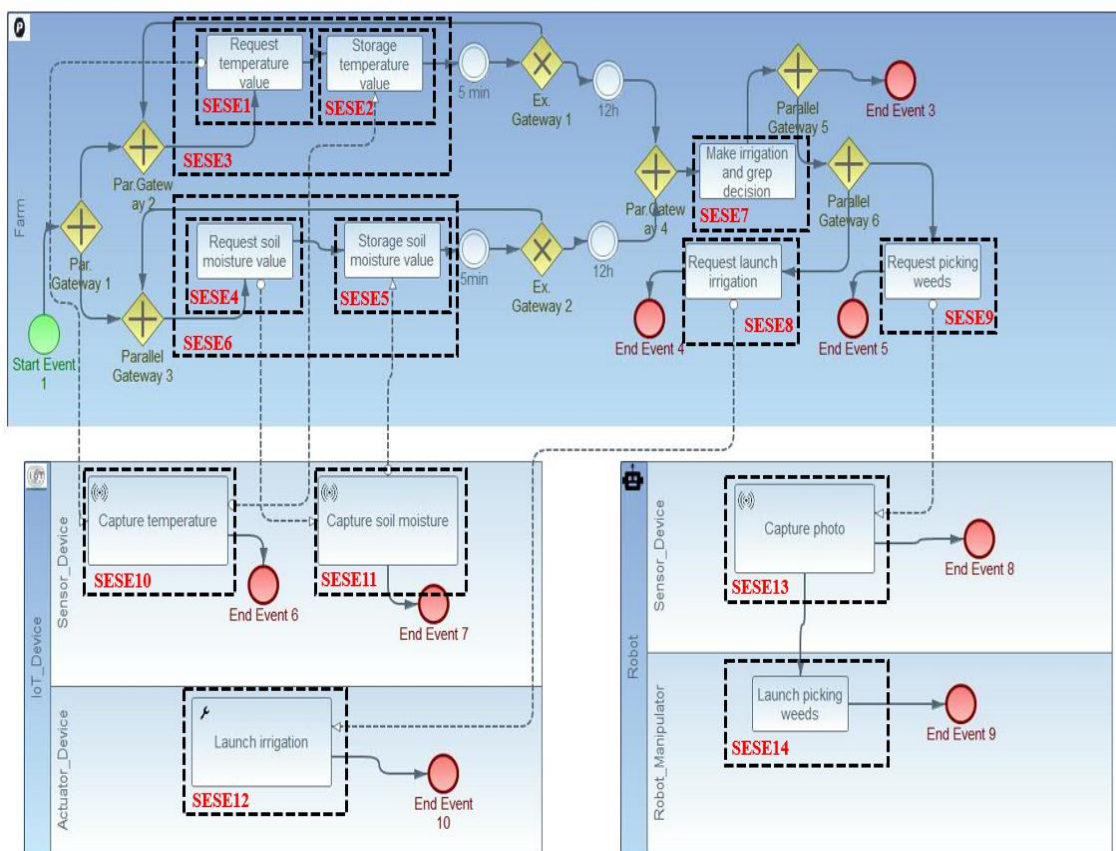 P
Farm
Request
temperature
value
SESE1
Storage
temperature
value
SESE2
SESE3
5 min
Ex.
Gateway 1
12h
Parallel
Gateway 5
End Event 3
Par.Gatew
ay 2
Par.
Gateway 1
Start Event
1
Parallel
Gateway 3
Request soil
moisture value
SESE4
Storage soil
moisture value
SESE5
SESE6
5min
Ex.
Gateway 2
12h
Par.Gatew
ay 4
Make irrigation
and grep
decision
SESE7
Parallel
Gateway 6
Request launch
irrigation
SESE8
End Event 4
Request picking
weeds
SESE9
End Event 5
IoT_Device
Sensor_Device
Capture temperature
SESE10
End Event 6
Capture soil moisture
SESE11
End Event 7
Actuator_Device
Launch irrigation
SESE12
End Event
10
Robot
Sensor_Device
Capture photo
SESE13
End Event 8
Robot_Manipulator
Launch picking
weeds
SESE14
End Event 9